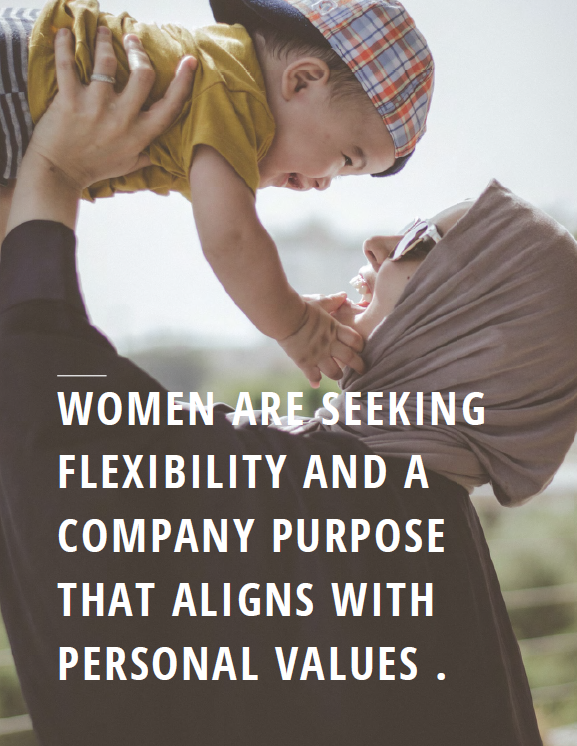 WOMEN ARE SEEKING
FLEXIBILITY AND A
COMPANY PURPOSE
THAT ALIGNS WITH
PERSONAL VALUES .